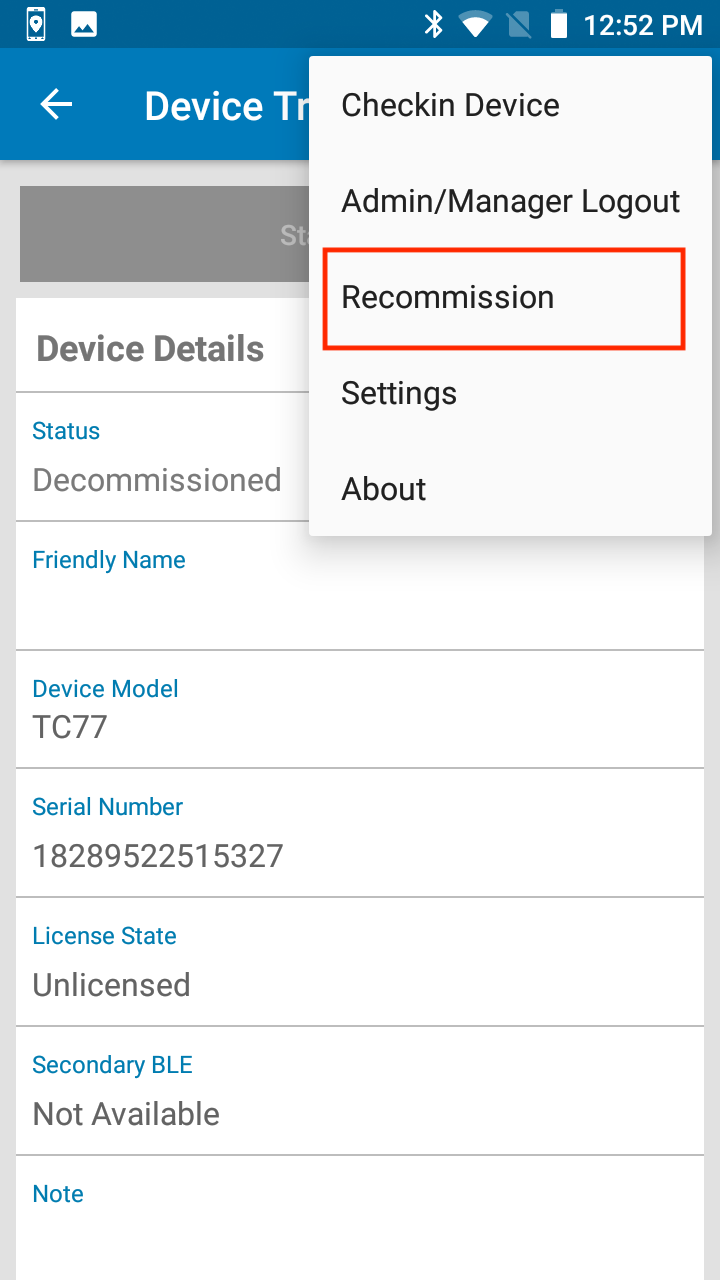 12:52 PM
Device Tr
Checkin Device
Admin/Manager Logout
Recommission
Settings
About
Device Details
Status
Decommissioned
Friendly Name
Device Model
TC77
Serial Number
18289522515327
License State
Unlicensed
Secondary BLE
Not Available
Note